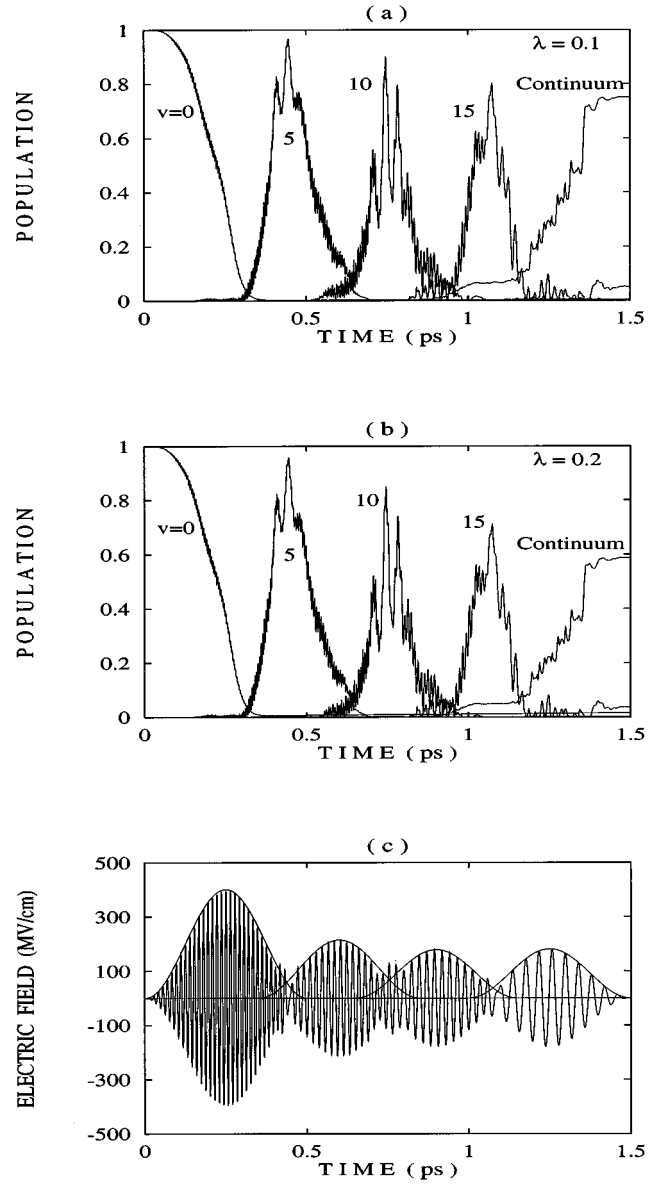 (a)
λ = 0.1
1
0.8
0.6
0.4
0.2
0
POPULATION
v=0
5
10
15
Continuum
0
0.5
1
1.5
TIME (ps)
(b)
λ = 0.2
1
0.8
0.6
0.4
0.2
0
POPULATION
v=0
5
10
15
Continuum
0
0.5
1
1.5
TIME (ps)
(c)
500
300
100
-100
-300
-500
ELECTRIC FIELD (MV/cm)
0
0.5
1
1.5
TIME (ps)